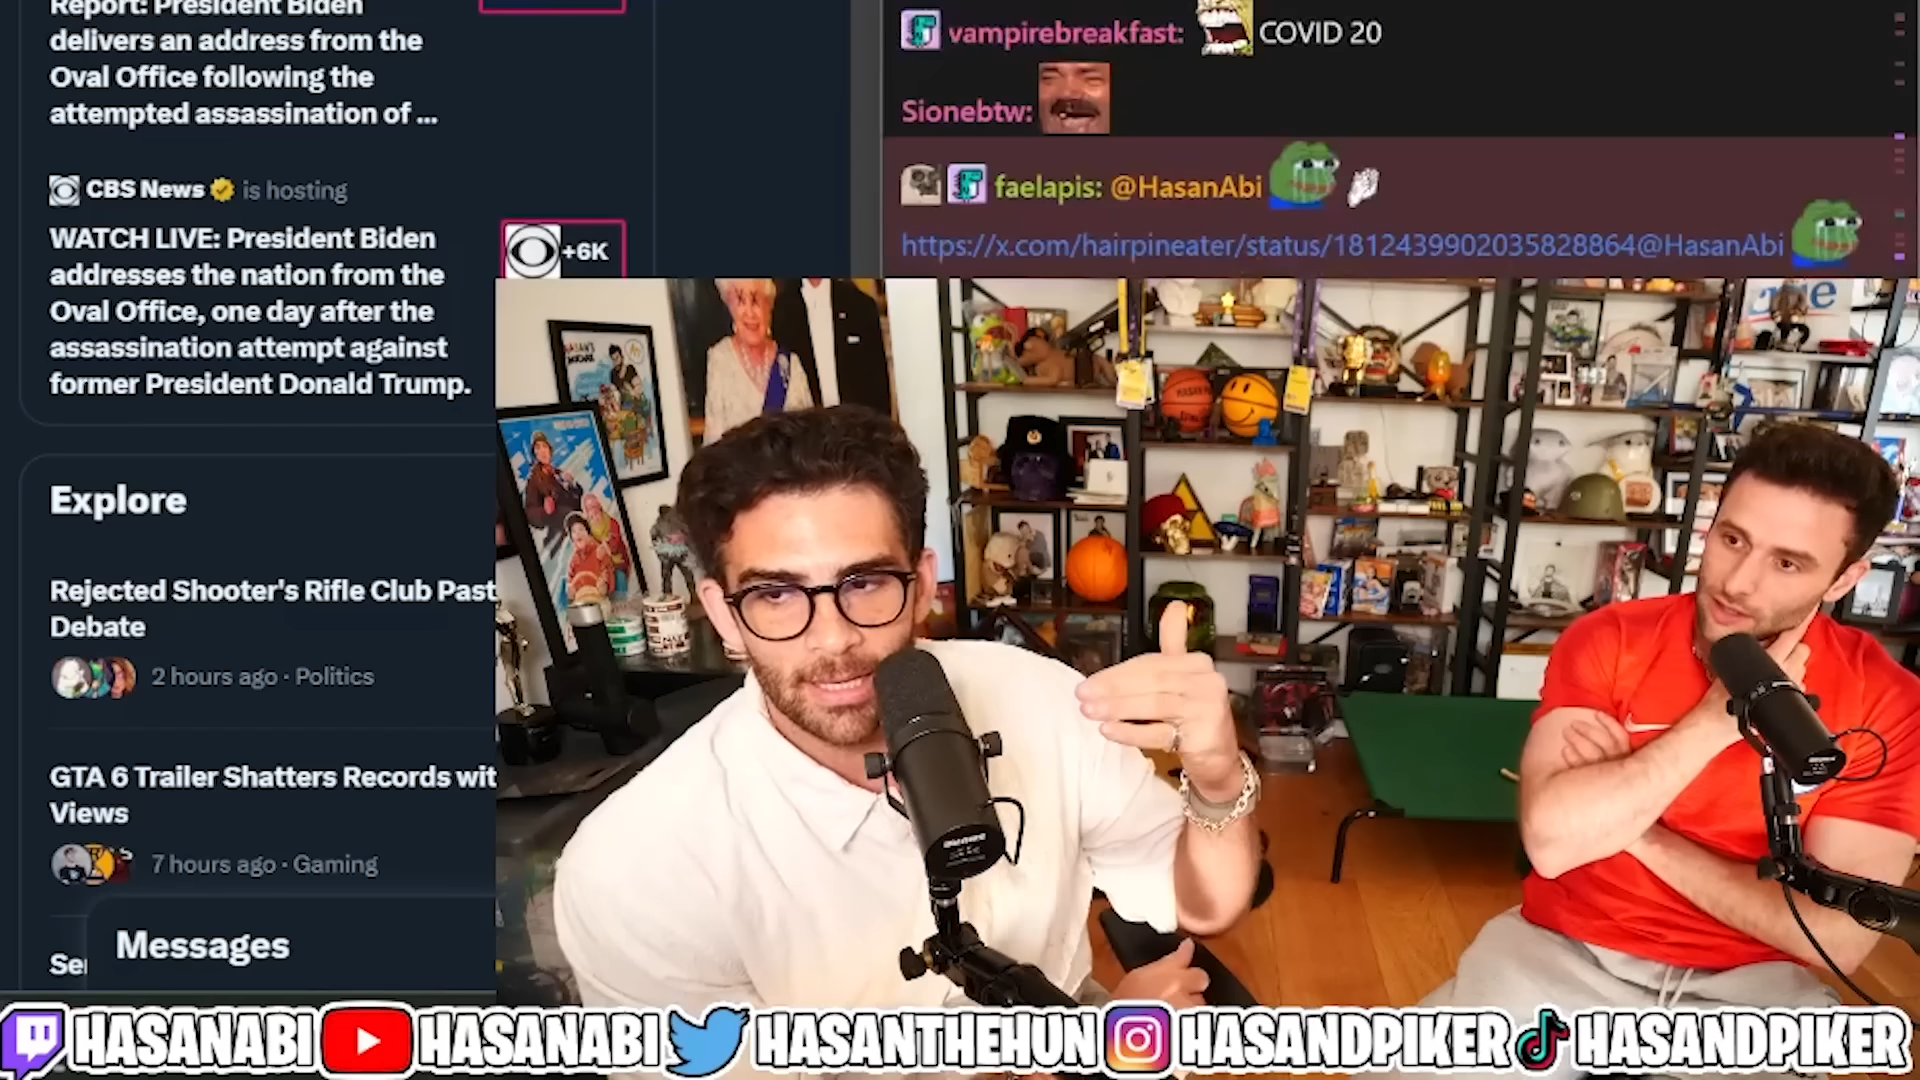 Report: President Biden
delivers an address from the
Oval Office following the
attempted assassination of ...
CBS News is hosting
WATCH LIVE: President Biden
addresses the nation from the
Oval Office, one day after the
assassination attempt against
former President Donald Trump.
+6K
Explore
Rejected Shooter's Rifle Club Past
Debate
2 hours ago · Politics
GTA 6 Trailer Shatters Records wit
Views
7 hours ago · Gaming
Se
Messages
vampirebreakfast: COVID 20
Sionebtw:
faelapis: @HasanAbi
https://x.com/hairpineater/status/1812439902035828864@HasanAbi
HASANABI HASANABI HASANTHEHUN HASANDPIKER HASANDPIKER